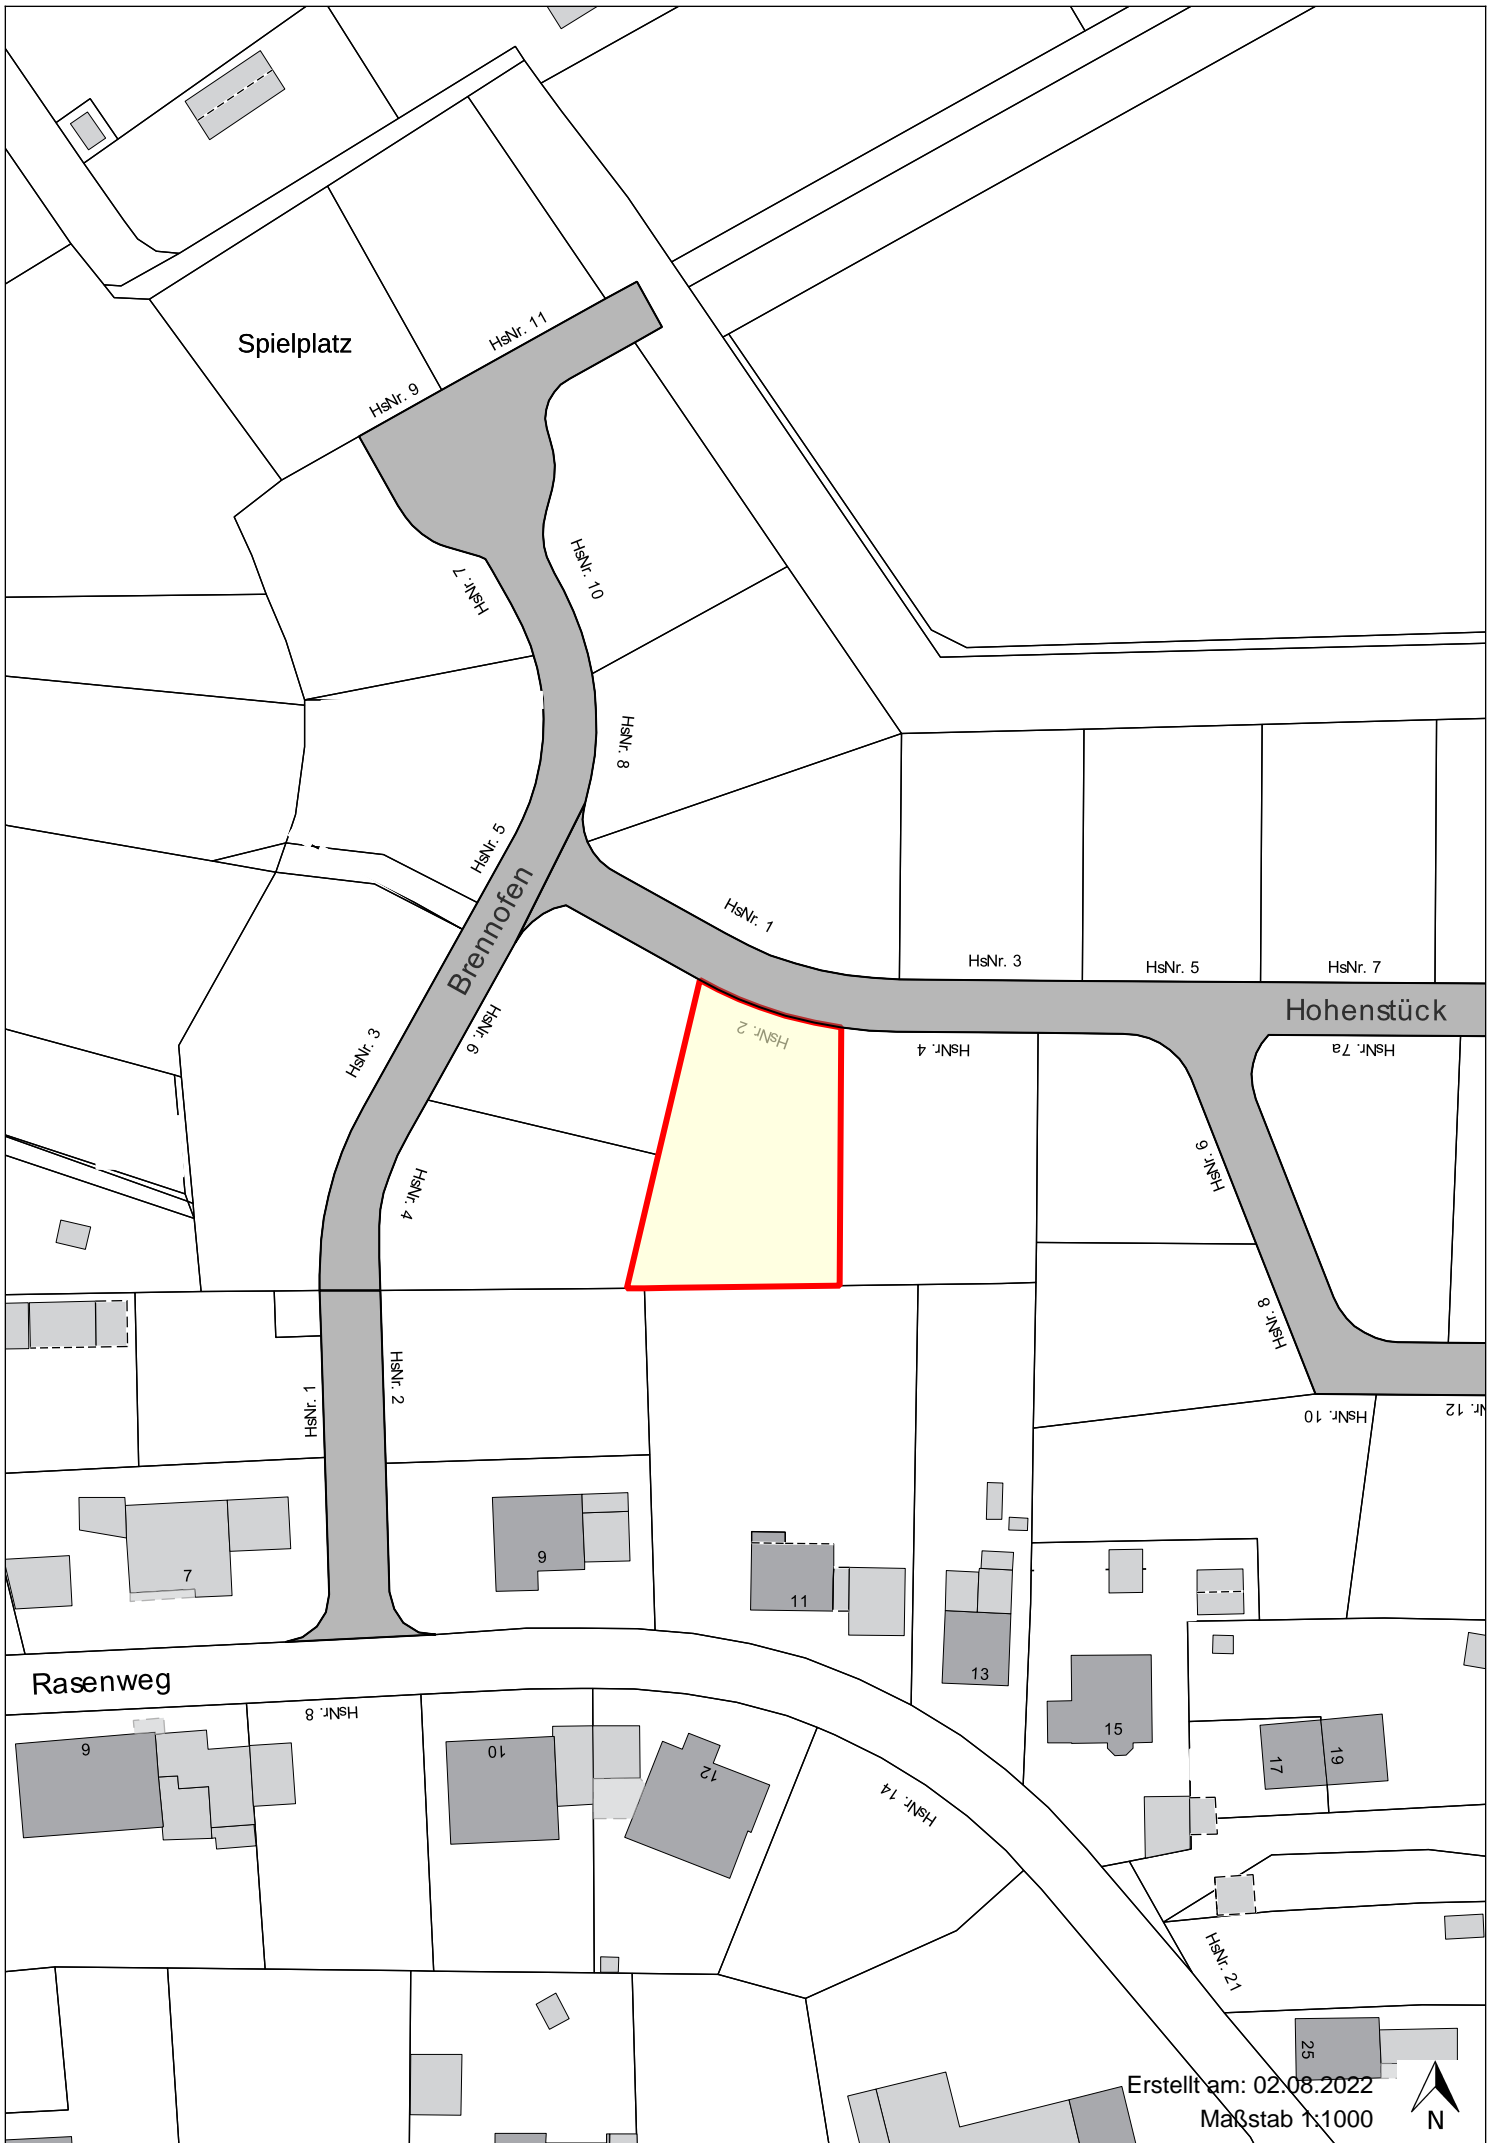 HsNr. 11
Spielplatz
HsNr. 9
HsNr. 10
HsNr. 7
HsNr. 8
HsNr. 5
Brennofen
HsNr. 1
HsNr. 3
HsNr. 5
HsNr. 7
Hohenstück
HsNr. 2
HsNr. 6
HsNr. 3
HsNr. 4
HsNr. 7a
HsNr. 6
HsNr. 4
HsNr. 8
HsNr. 1
HsNr. 2
HsNr. 10
Nr. 12
9
7
11
13
Rasenweg
HsNr. 8
15
9
10
12
17
19
HsNr. 14
HsNr. 21
25
Erstellt am: 02.08.2022
Maßstab 1:1000
N